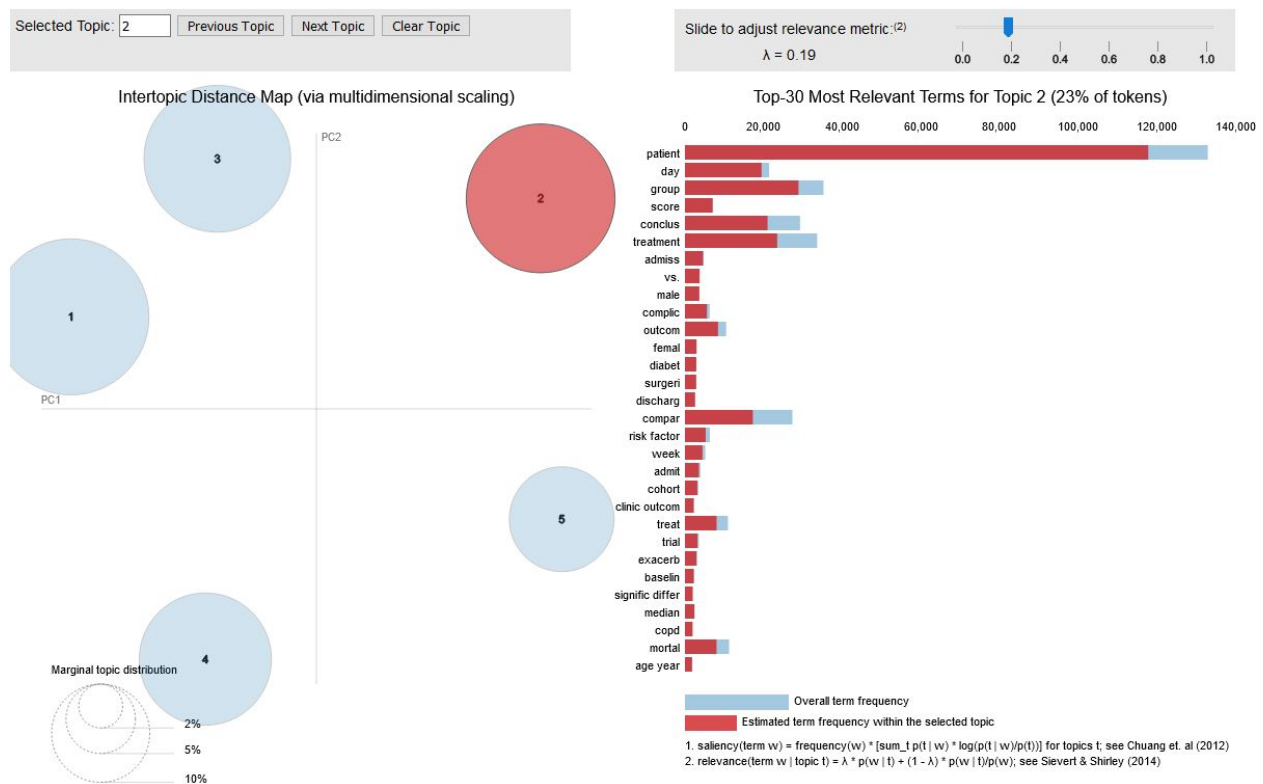 Selected Topic: 2 Previous Topic Next Topic Clear Topic
Slide to adjust relevance metric:(2)
λ = 0.19
0.0 0.2 0.4 0.6 0.8 1.0
Intertopic Distance Map (via multidimensional scaling)
PC2
PC1
3
2
1
5
4
Marginal topic distribution
2%
5%
10%
Top-30 Most Relevant Terms for Topic 2 (23% of tokens)
0 20,000 40,000 60,000 80,000 100,000 120,000 140,000
patient
day
group
score
conclus
treatment
admiss
vs.
male
complic
outcom
femal
diabet
surgeri
discharg
compar
risk factor
week
admit
cohort
clinic outcom
treat
trial
exacerb
baselin
signific differ
median
copd
mortal
age year
Overall term frequency
Estimated term frequency within the selected topic
1. saliency(term w) = frequency(w) * [sum_t p(t | w) * log(p(t | w)/p(t))] for topics t; see Chuang et. al (2012)
2. relevance(term w | topic t) = λ * p(w | t) + (1 - λ) * p(w | t)/p(w); see Sievert & Shirley (2014)